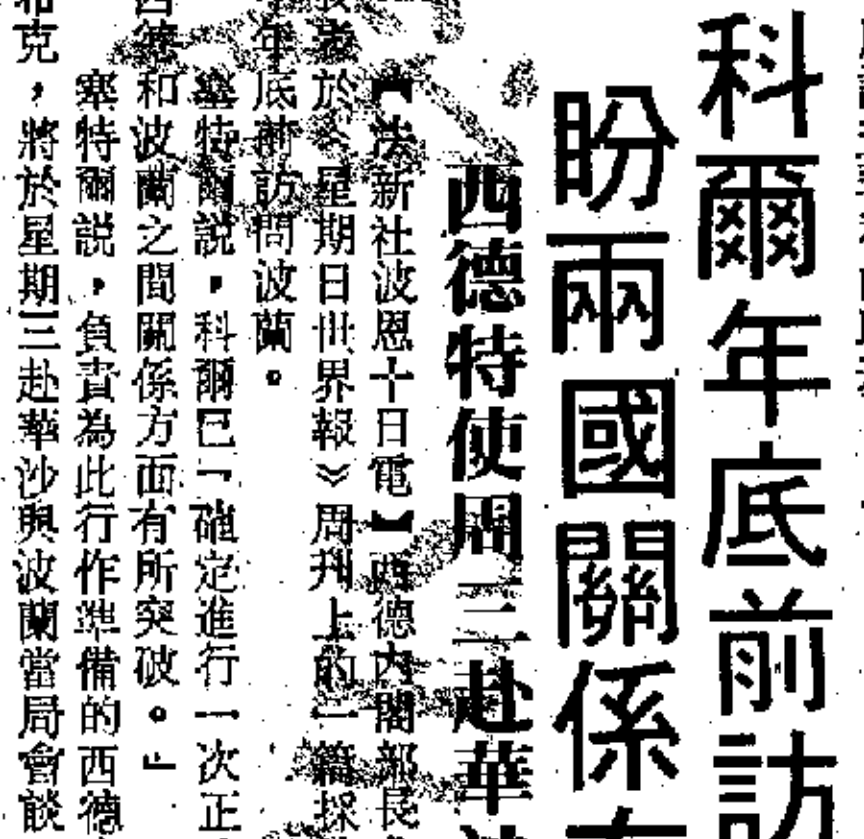 科爾年底前訪
盼兩國關係有
西德特使周三赴華
【法新社波恩十日電】西德內閣部長
於 星期日世界報》周刊上的一篇採
年底前訪問波蘭。
塞特爾說,科爾已「確定進行一次正
西德和波蘭之間關係方面有所突破。」
塞特爾説,負責為此行作準備的西德
克,將於星期三赴華沙與波蘭當局會談